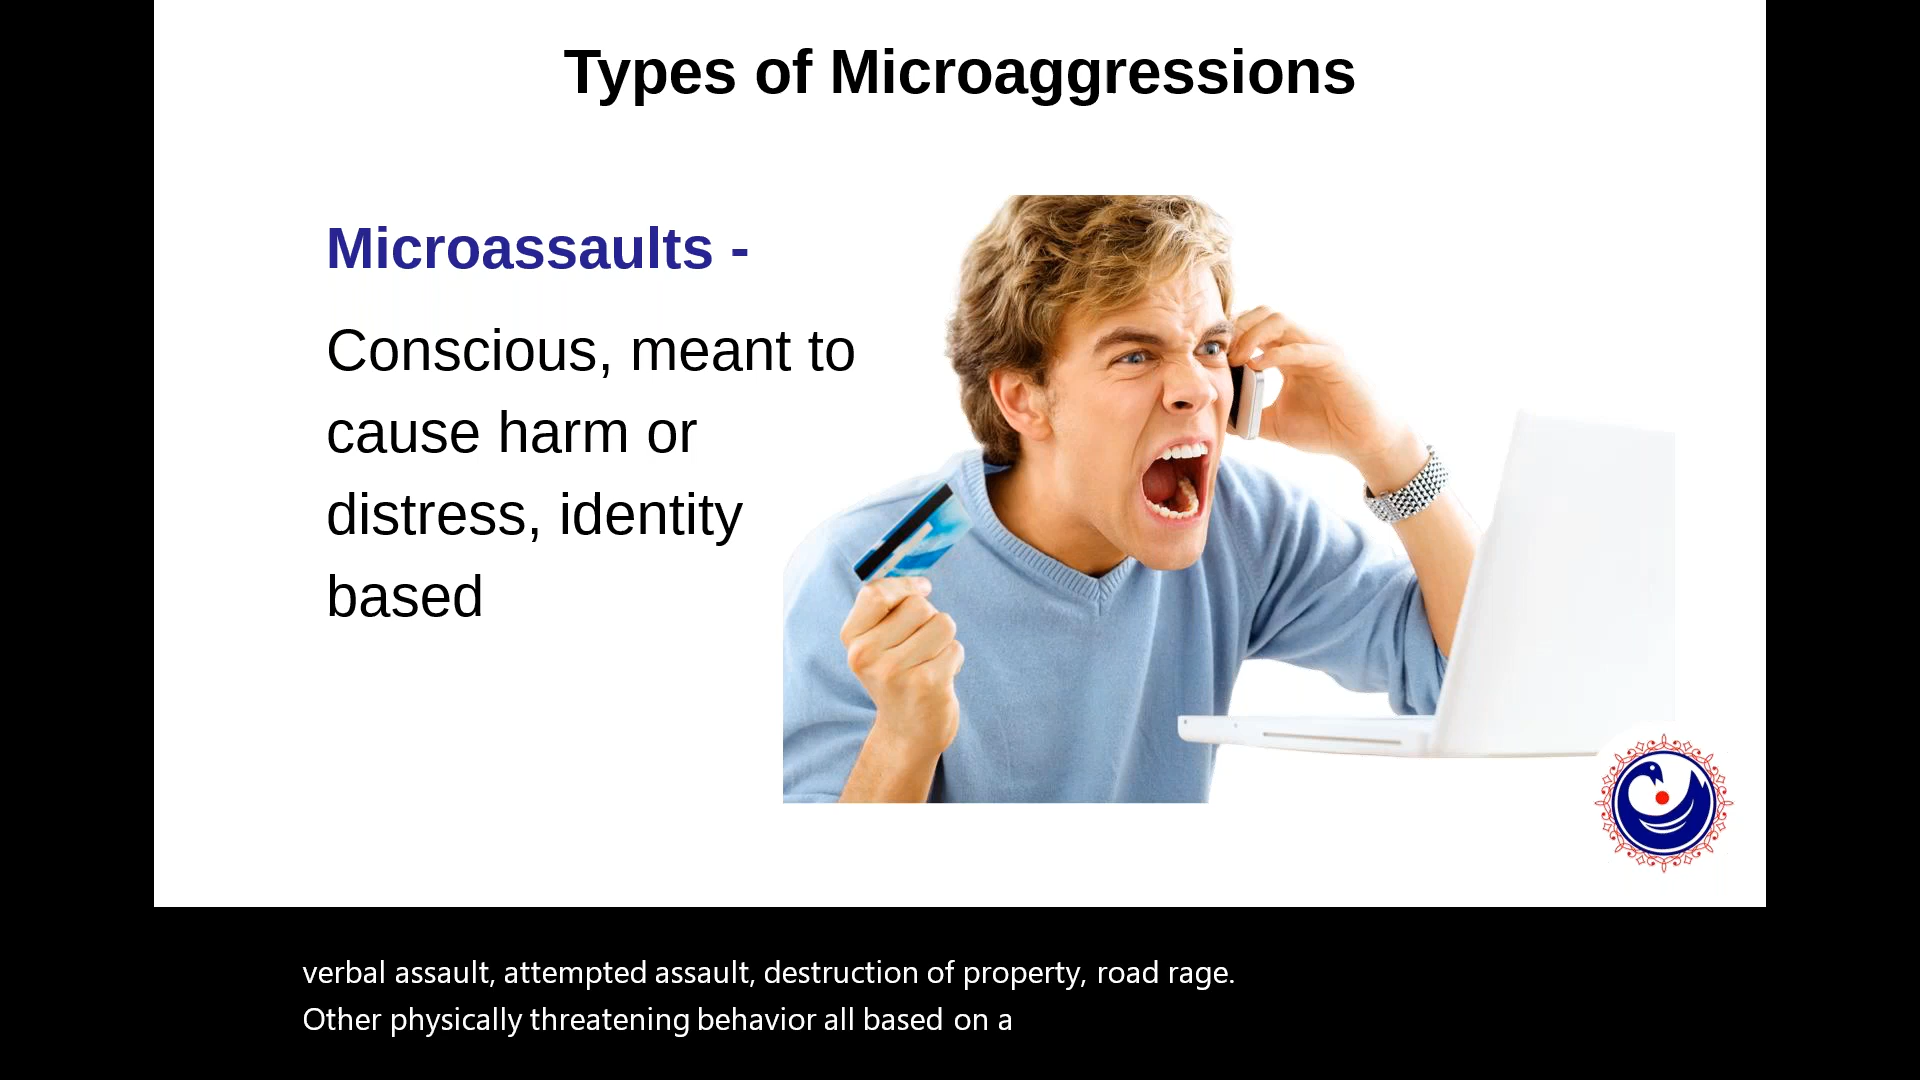 Types of Microaggressions
Microassaults -
Conscious, meant to
cause harm or
distress, identity
based
verbal assault, attempted assault, destruction of property, road rage.
Other physically threatening behavior all based on a